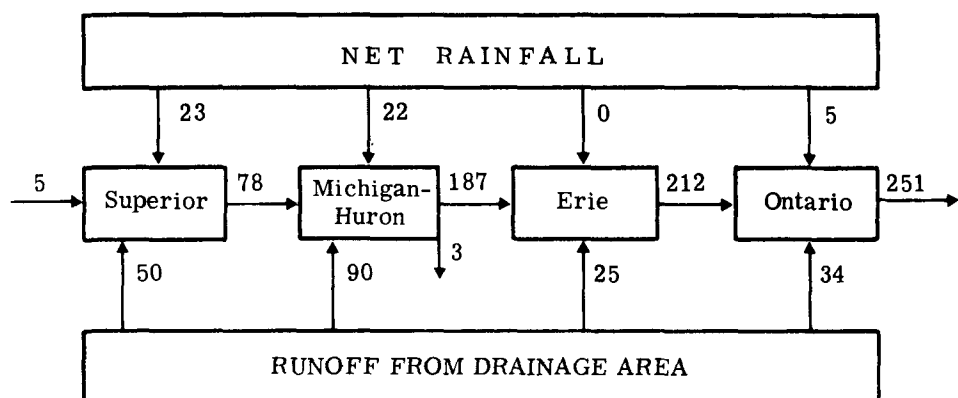 NET RAINFALL
23 22 0 5
5 Superior 78 Michigan-Huron 187 Erie 212 Ontario 251
3
50 90 25 34
RUNOFF FROM DRAINAGE AREA